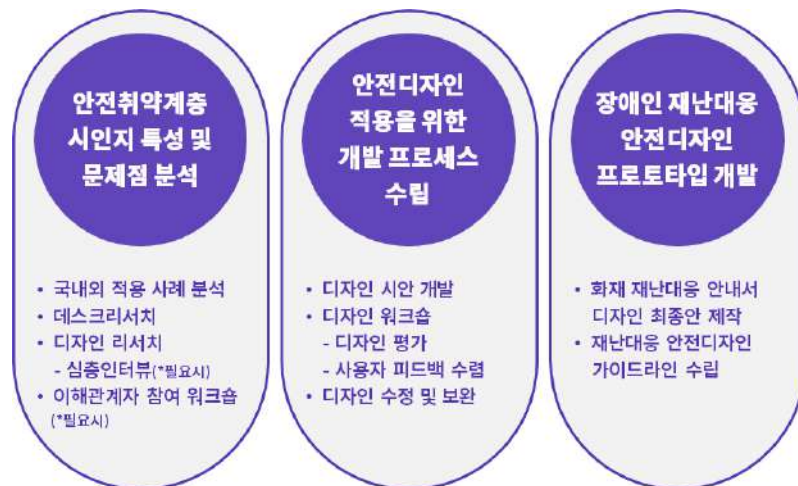 안전취약계층
시인지 특성 및
문제점 분석
• 국내외 적용 사례 분석
• 데스크리서치
• 디자인 리서치
- 심층인터뷰(*필요시)
• 이해관계자 참여 워크숍
(*필요시)
안전디자인
적용을 위한
개발 프로세스
수립
• 디자인 시안 개발
• 디자인 워크숍
- 디자인 평가
- 사용자 피드백 수렴
• 디자인 수정 및 보완
장애인 재난대응
안전디자인
프로토타입 개발
• 화재 재난대응 안내서
디자인 최종안 제작
• 재난대응 안전디자인
가이드라인 수립